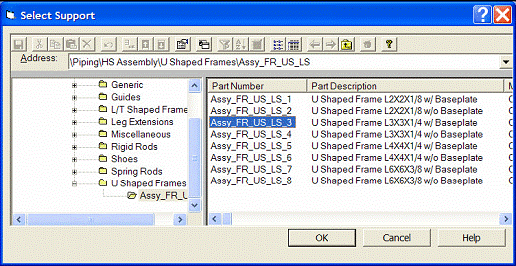 Select Support
Address: \Piping\HS Assembly\U Shaped Frames\Assy_FR_US_LS
Generic
Guides
L/T Shaped Frame
Leg Extensions
Miscellaneous
Rigid Rods
Shoes
Spring Rods
U Shaped Frames
Assy_FR_U
Part Number Part Description
Assy_FR_US_LS_1 U Shaped Frame L2X2X1/8 w/ Baseplate
Assy_FR_US_LS_2 U Shaped Frame L2X2X1/8 w/o Baseplate
Assy_FR_US_LS_3 U Shaped Frame L3X3X1/4 w/ Baseplate
Assy_FR_US_LS_4 U Shaped Frame L3X3X1/4 w/o Baseplate
Assy_FR_US_LS_5 U Shaped Frame L4X4X1/4 w/ Baseplate
Assy_FR_US_LS_6 U Shaped Frame L4X4X1/4 w/o Baseplate
Assy_FR_US_LS_7 U Shaped Frame L6X6X3/8 w/ Baseplate
Assy_FR_US_LS_8 U Shaped Frame L6X6X3/8 w/o Baseplate
OK Cancel Help